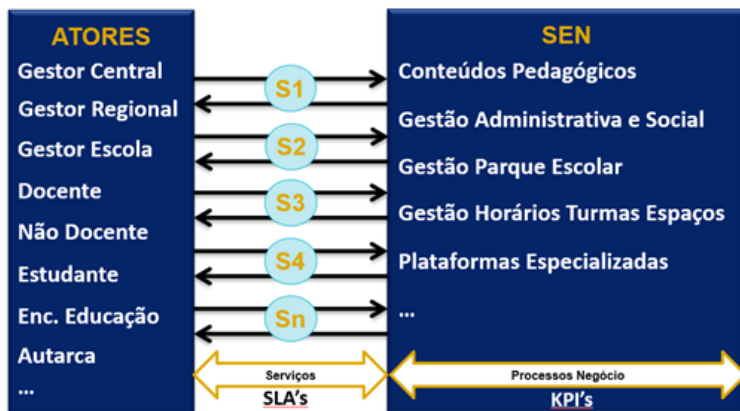 ATORES
Gestor Central
Gestor Regional
Gestor Escola
Docente
Não Docente
Estudante
Enc. Educação
Autarca
...
S1
S2
S3
S4
Sn
Serviços
SLA's
SEN
Conteúdos Pedagógicos
Gestão Administrativa e Social
Gestão Parque Escolar
Gestão Horários Turmas Espaços
Plataformas Especializadas
...
Processos Negócio
KPI's